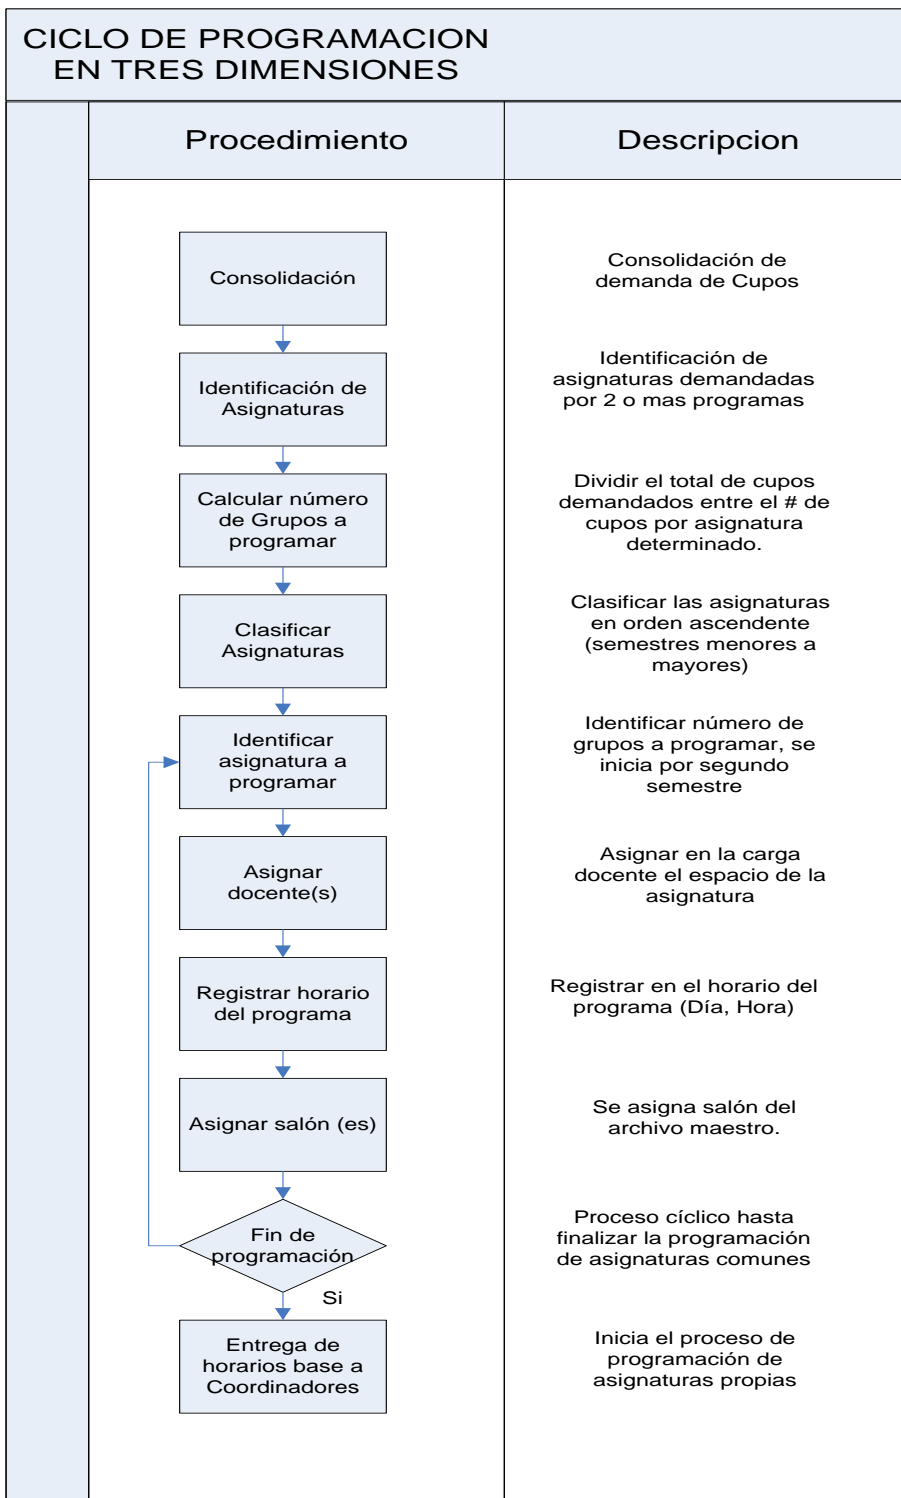 CICLO DE PROGRAMACION
EN TRES DIMENSIONES
Procedimiento
Descripcion
Consolidación
Consolidación de
demanda de Cupos
Identificación de
Asignaturas
Identificación de
asignaturas demandadas
por 2 o mas programas
Calcular número
de Grupos a
programar
Dividir el total de cupos
demandados entre el # de
cupos por asignatura
determinado.
Clasificar
Asignaturas
Clasificar las asignaturas
en orden ascendente
(semestres menores a
mayores)
Identificar
asignatura a
programar
Identificar número de
grupos a programar, se
inicia por segundo
semestre
Asignar
docente(s)
Asignar en la carga
docente el espacio de la
asignatura
Registrar horario
del programa
Registrar en el horario del
programa (Día, Hora)
Asignar salón (es)
Se asigna salón del
archivo maestro.
Fin de
programación
Proceso cíclico hasta
finalizar la programación
de asignaturas comunes
Si
Entrega de
horarios base a
Coordinadores
Inicia el proceso de
programación de
asignaturas propias